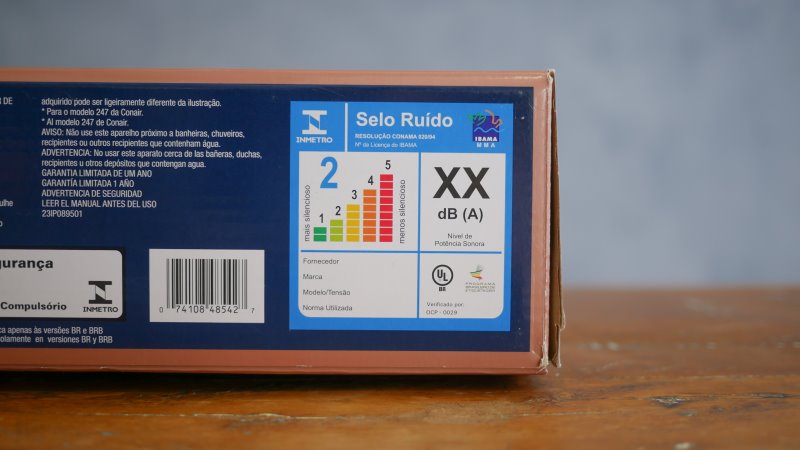 R DE
adquirido pode ser ligeiramente diferente da ilustração.
* Para o modelo 247 da Conair.
* Al modelo 247 de Conair.
AVISO: Não use este aparelho próximo a banheiras, chuveiros,
recipientes ou outros recipientes que contenham água.
ADVERTENCIA: No usar este aparato cerca de las bañeras, duchas,
recipientes u otros depósitos que contengan agua.
GARANTIA LIMITADA DE UM ANO
GARANTÍA LIMITADA 1 AÑO
ADVERTENCIA DE SEGURIDAD
LEER EL MANUAL ANTES DEL USO
23IP089501
ulhe
o
gurança
INMETRO
Compulsório
ca apenas às versões BR e BRB
olamente en versiones BR y BRB
0 74108 48542 7
INMETRO
Selo Ruído
RESOLUÇÃO CONAMA 020/94
Nº de Licença do IBAMA
IBAMA
MMA
2
mais silencioso
1
2
3
4
5
menos silencioso
XX
dB (A)
Nível de
Potência Sonora
Fornecedor
Marca
Modelo/Tensão
Norma Utilizada
UL
BR
PROGRAMA
BRASILEIRO DE
ETIQUETAGEM
Verificado por:
OCP - 0029